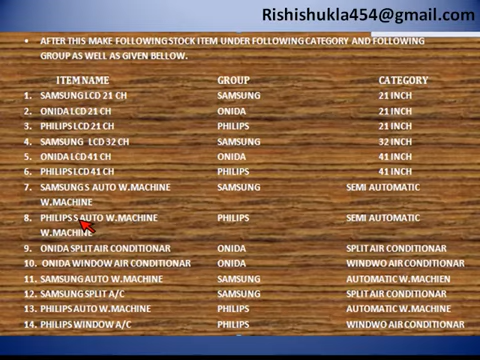 Rishishukla454@gmail.com
• AFTER THIS MAKE FOLLOWING STOCK ITEM UNDER FOLLOWING CATEGORY AND FOLLOWING
GROUP AS WELL AS GIVEN BELLOW.
ITEM NAME GROUP CATEGORY
1. SAMSUNG LCD 21 CH SAMSUNG 21 INCH
2. ONIDA LCD 21 CH ONIDA 21 INCH
3. PHILIPS LCD 21 CH PHILIPS 21 INCH
4. SAMSUNG LCD 32 CH SAMSUNG 32 INCH
5. ONIDA LCD 41 CH ONIDA 41 INCH
6. PHILIPS LCD 41 CH PHILIPS 41 INCH
7. SAMSUNG S AUTO W.MACHINE SAMSUNG SEMI AUTOMATIC
W.MACHINE
8. PHILIPS S AUTO W.MACHINE PHILIPS SEMI AUTOMATIC
W.MACHINE
9. ONIDA SPLIT AIR CONDITIONAR ONIDA SPLIT AIR CONDITIONAR
10. ONIDA WINDOW AIR CONDITIONAR ONIDA WINDWO AIR CONDITIONAR
11. SAMSUNG AUTO W.MACHINE SAMSUNG AUTOMATIC W.MACHIEN
12. SAMSUNG SPLIT A/C SAMSUNG SPLIT AIR CONDITIONAR
13. PHILIPS AUTO W.MACHINE PHILIPS AUTOMATIC W.MACHINE
14. PHILIPS WINDOW A/C PHILIPS WINDWO AIR CONDITIONAR